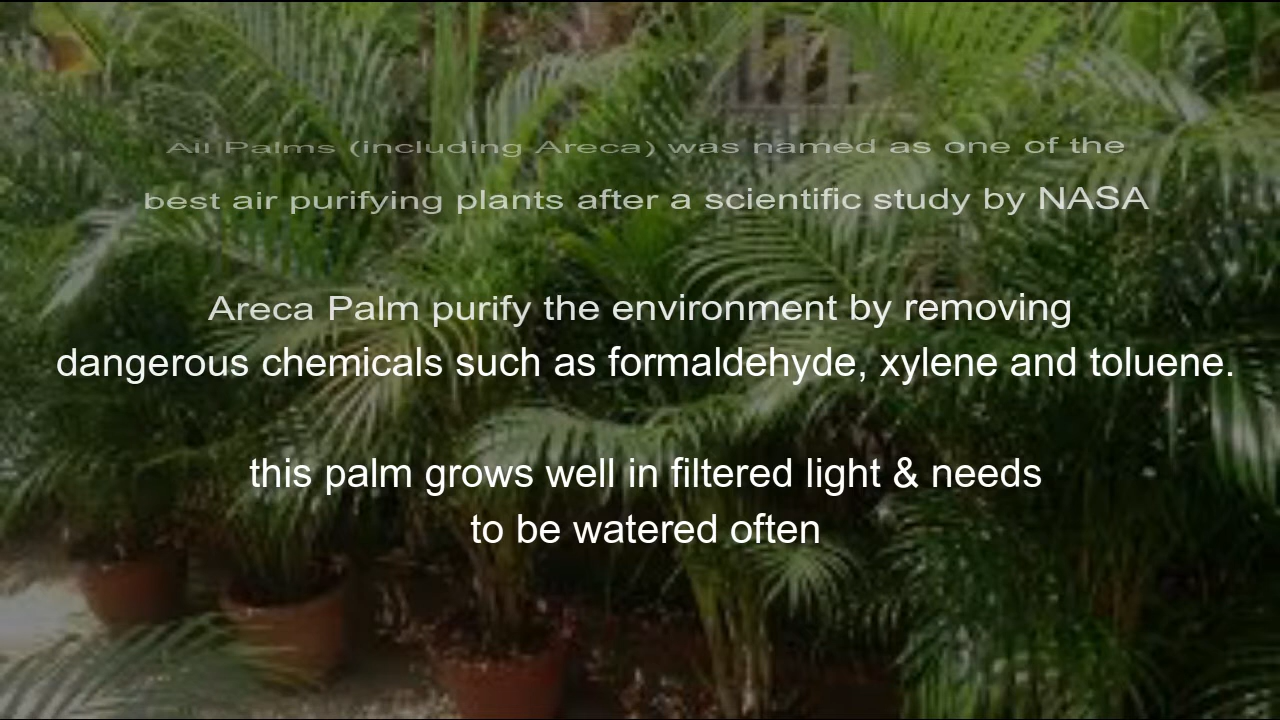 All Palms (including Areca) was named as one of the
best air purifying plants after a scientific study by NASA
Areca Palm purify the environment by removing
dangerous chemicals such as formaldehyde, xylene and toluene.
this palm grows well in filtered light & needs
to be watered often